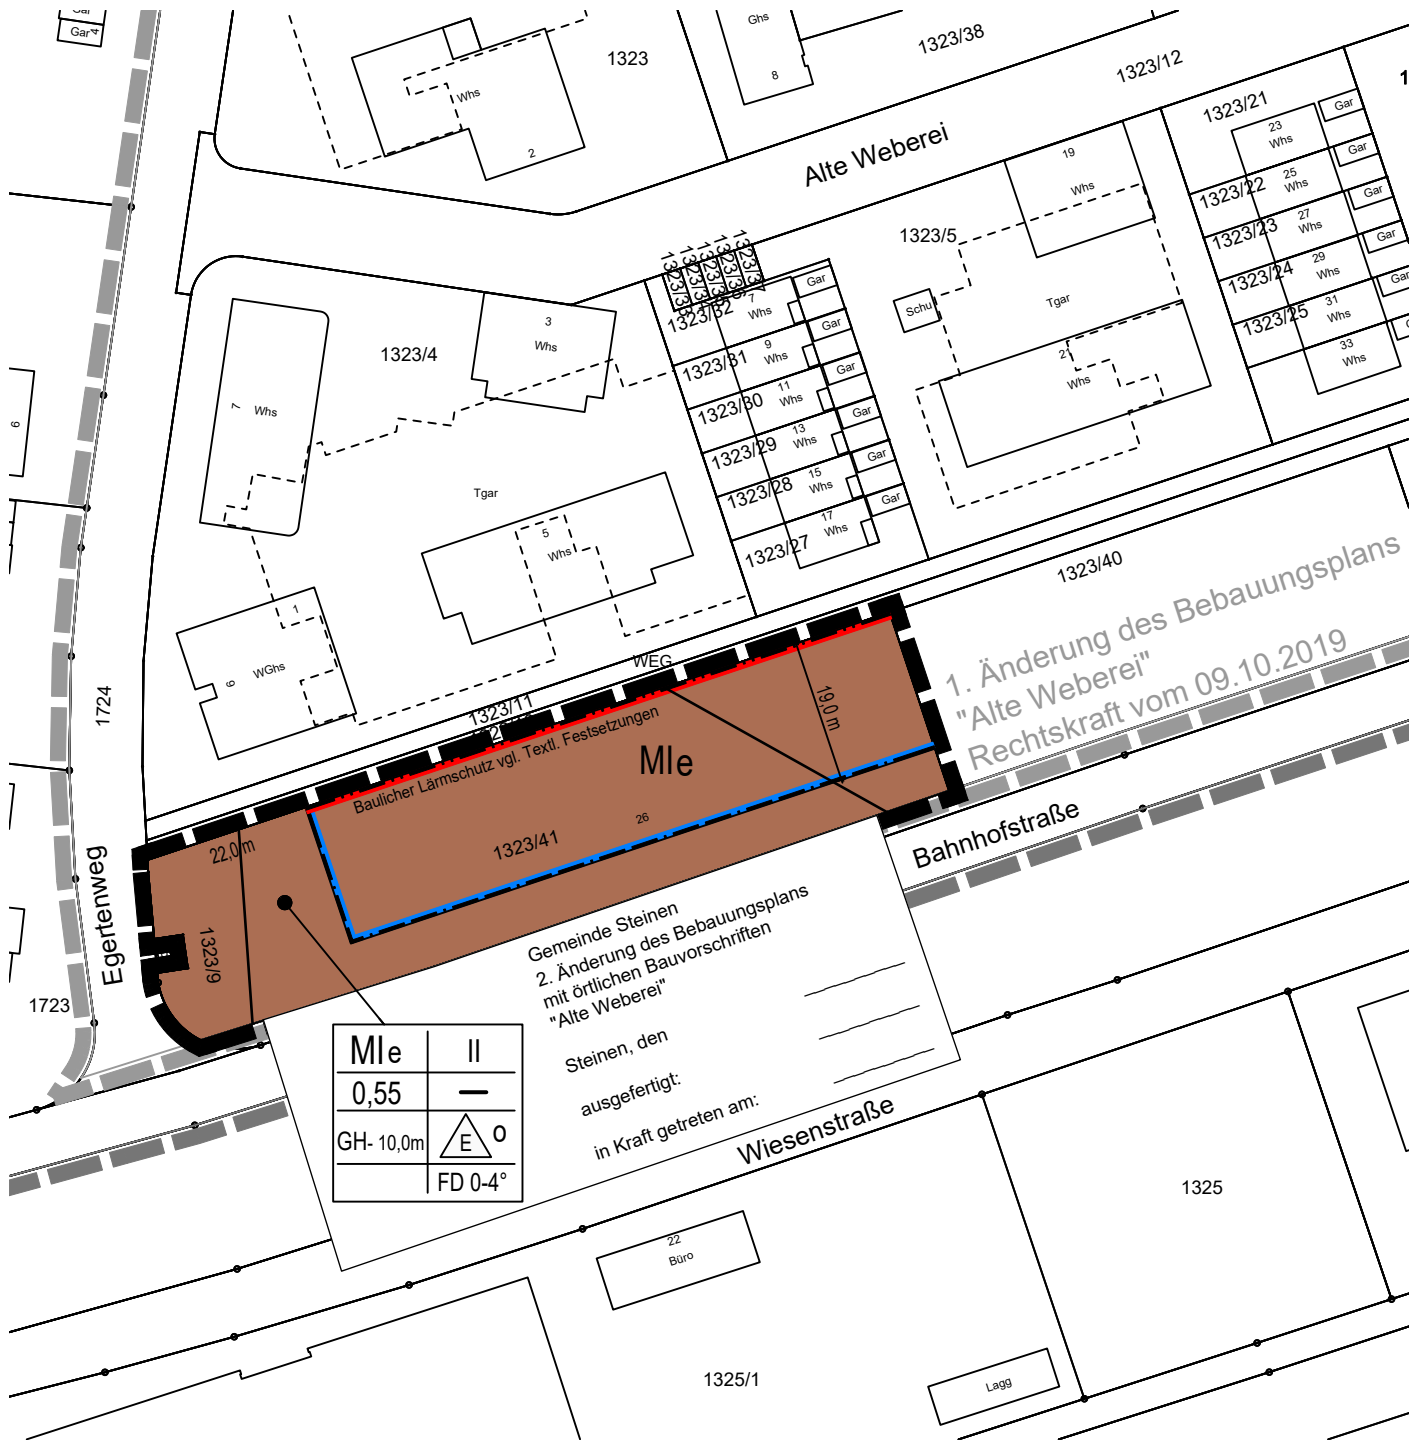 Gar
Gar
4
1323
Ghs
8
1323/38
1323/12
Whs
2
Alte Weberei
1323/21
23
Whs
Gar
1323/22
25
Whs
Gar
1323/23
27
Whs
Gar
1323/24
29
Whs
Gar
1323/25
31
Whs
Gar
33
Whs
19
Whs
1323/5
Schu
Tgar
21
Whs
1323/4
3
Whs
7
Whs
6
1323/32
7
Whs
Gar
1323/31
9
Whs
Gar
1323/30
11
Whs
Gar
1323/29
13
Whs
Gar
1323/28
15
Whs
Gar
1323/27
17
Whs
Gar
Tgar
5
Whs
1
WGhs
1323/40
1. Änderung des Bebauungsplans
"Alte Weberei"
Rechtskraft vom 09.10.2019
WEG
1323/11
Baulicher Lärmschutz vgl. Textl. Festsetzungen
MIe
19,0 m
26
1323/41
22,0 m
1323/9
1724
Egertenweg
1723
Bahnhofstraße
Gemeinde Steinen
2. Änderung des Bebauungsplans
mit örtlichen Bauvorschriften
"Alte Weberei"
Steinen, den
ausgefertigt:
in Kraft getreten am:
MIe II
0,55 –
GH- 10,0m E o
FD 0-4°
Wiesenstraße
1325
22
Büro
1325/1
Lagg